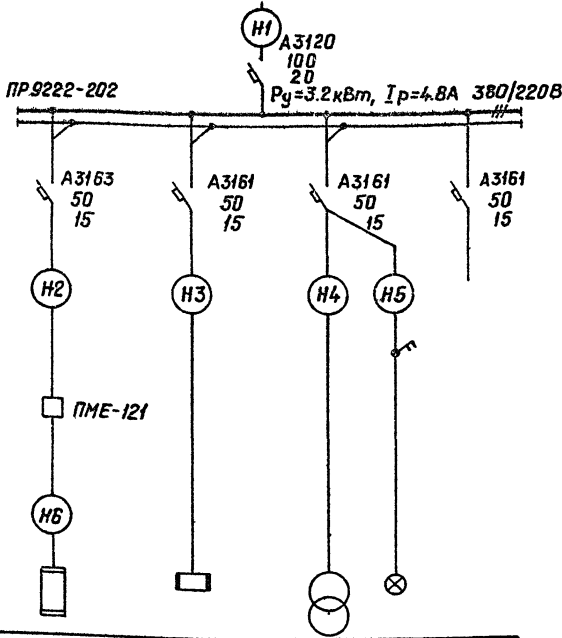 Н1
А3120
100
20
ПР.9222-202
Ру=3.2кВт, Iр=4.8А 380/220В
А3163
50
15
А3161
50
15
А3161
50
15
А3161
50
15
Н2
Н3
Н4
Н5
ПМЕ-121
Н6